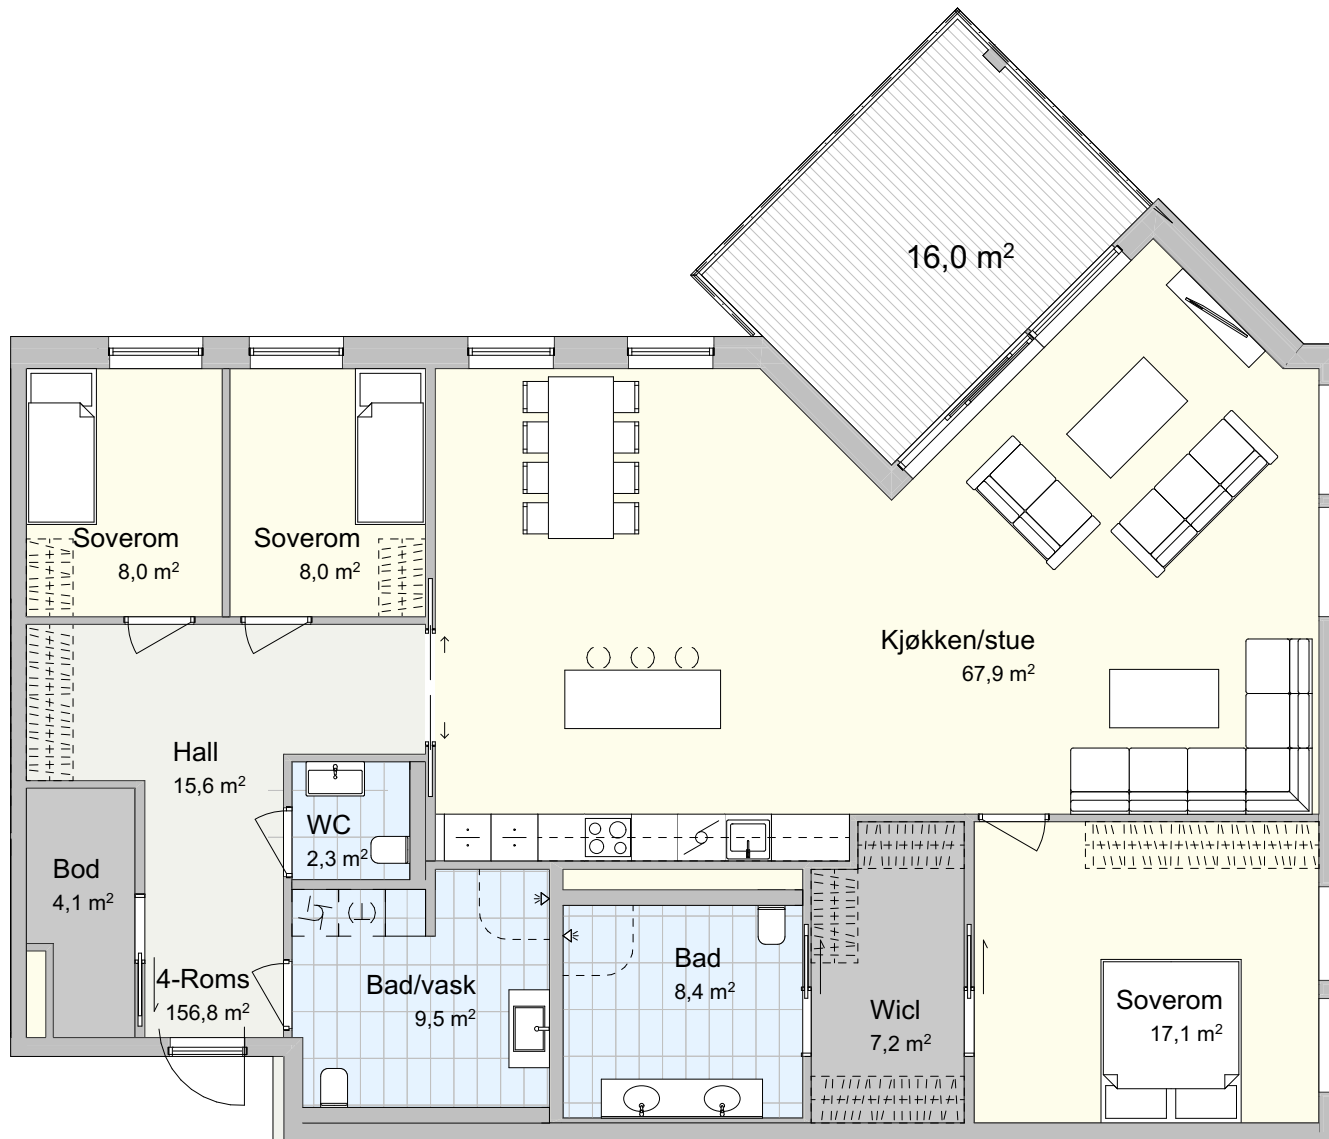 16,0 m²
Soverom
8,0 m²
Soverom
8,0 m²
Kjøkken/stue
67,9 m²
Hall
15,6 m²
WC
2,3 m²
Bod
4,1 m²
4-Roms
156,8 m²
Bad/vask
9,5 m²
Bad
8,4 m²
Wicl
7,2 m²
Soverom
17,1 m²